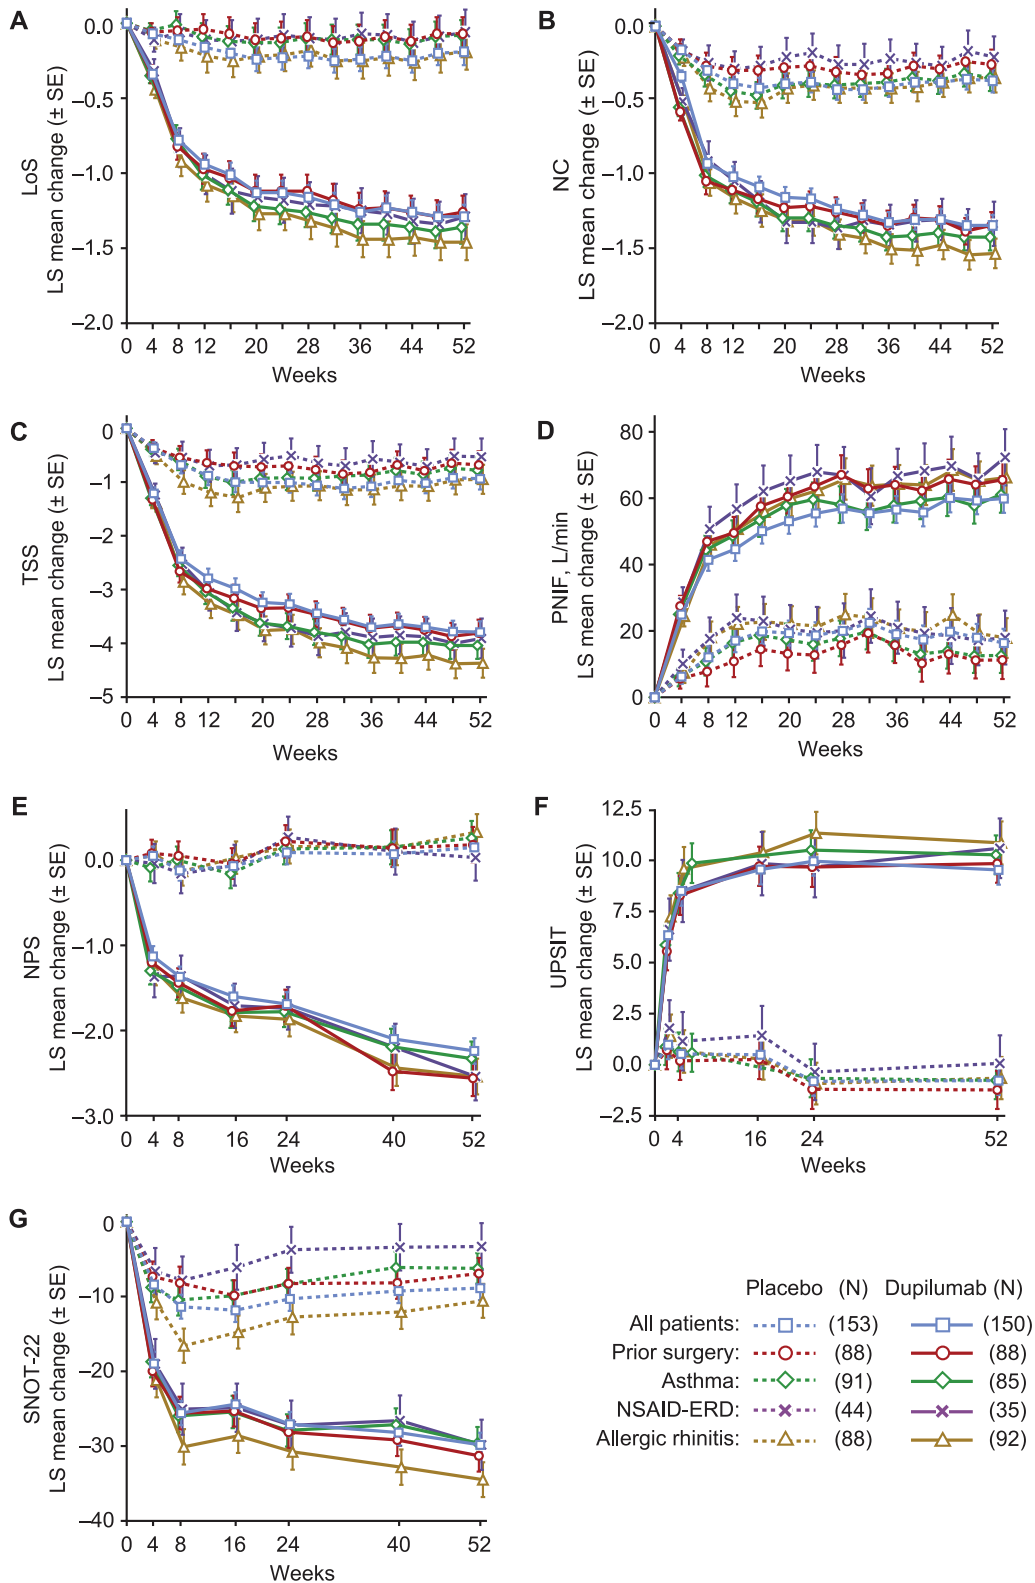 A
0.0
–0.5
–1.0
–1.5
–2.0
LoS
LS mean change (± SE)
0 4 8 12 20 28 36 44 52
Weeks
B
0.0
–0.5
–1.0
–1.5
–2.0
NC
LS mean change (± SE)
0 4 8 12 20 28 36 44 52
Weeks
C
0
–1
–2
–3
–4
–5
TSS
LS mean change (± SE)
0 4 8 12 20 28 36 44 52
Weeks
D
80
60
40
20
0
PNIF, L/min
LS mean change (± SE)
0 4 8 12 20 28 36 44 52
Weeks
E
0.0
–1.0
–2.0
–3.0
NPS
LS mean change (± SE)
0 4 8 16 24 40 52
Weeks
F
12.5
10.0
7.5
5.0
2.5
0.0
–2.5
UPSIT
LS mean change (± SE)
0 4 16 24 52
Weeks
G
0
–10
–20
–30
–40
SNOT-22
LS mean change (± SE)
0 4 8 16 24 40 52
Weeks
Placebo (N) Dupilumab (N)
All patients: (153) (150)
Prior surgery: (88) (88)
Asthma: (91) (85)
NSAID-ERD: (44) (35)
Allergic rhinitis: (88) (92)